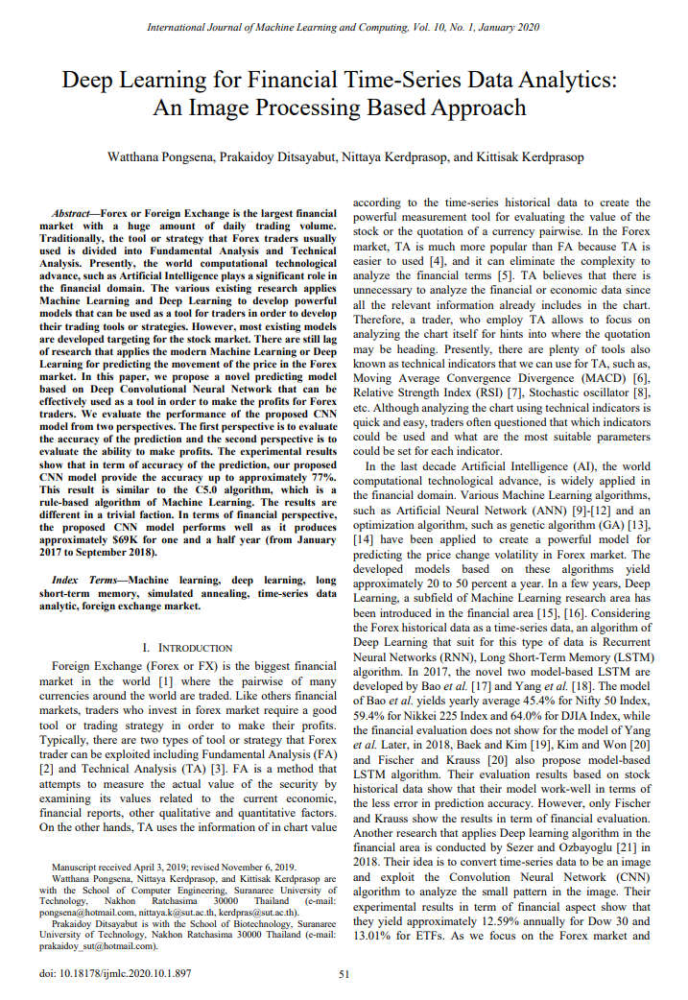 International Journal of Machine Learning and Computing, Vol. 10, No. 1, January 2020
Deep Learning for Financial Time-Series Data Analytics:
An Image Processing Based Approach
Watthana Pongsena, Prakaidoy Ditsayabut, Nittaya Kerdprasop, and Kittisak Kerdprasop
Abstract—Forex or Foreign Exchange is the largest financial
market with a huge amount of daily trading volume.
Traditionally, the tool or strategy that Forex traders usually
used is divided into Fundamental Analysis and Technical
Analysis. Presently, the world computational technological
advance, such as Artificial Intelligence plays a significant role in
the financial domain. The various existing research applies
Machine Learning and Deep Learning to develop powerful
models that can be used as a tool for traders in order to develop
their trading tools or strategies. However, most existing models
are developed targeting for the stock market. There are still lag
of research that applies the modern Machine Learning or Deep
Learning for predicting the movement of the price in the Forex
market. In this paper, we propose a novel predicting model
based on Deep Convolutional Neural Network that can be
effectively used as a tool in order to make the profits for Forex
traders. We evaluate the performance of the proposed CNN
model from two perspectives. The first perspective is to evaluate
the accuracy of the prediction and the second perspective is to
evaluate the ability to make profits. The experimental results
show that in term of accuracy of the prediction, our proposed
CNN model provide the accuracy up to approximately 77%.
This result is similar to the C5.0 algorithm, which is a
rule-based algorithm of Machine Learning. The results are
different in a trivial faction. In terms of financial perspective,
the proposed CNN model performs well as it produces
approximately $69K for one and a half year (from January
2017 to September 2018).
Index Terms—Machine learning, deep learning, long
short-term memory, simulated annealing, time-series data
analytic, foreign exchange market.
I. INTRODUCTION
Foreign Exchange (Forex or FX) is the biggest financial
market in the world [1] where the pairwise of many
currencies around the world are traded. Like others financial
markets, traders who invest in forex market require a good
tool or trading strategy in order to make their profits.
Typically, there are two types of tool or strategy that Forex
trader can be exploited including Fundamental Analysis (FA)
[2] and Technical Analysis (TA) [3]. FA is a method that
attempts to measure the actual value of the security by
examining its values related to the current economic,
financial reports, other qualitative and quantitative factors.
On the other hands, TA uses the information of in chart value
Manuscript received April 3, 2019; revised November 6, 2019.
Watthana Pongsena, Nittaya Kerdprasop, and Kittisak Kerdprasop are
with the School of Computer Engineering, Suranaree University of
Technology, Nakhon Ratchasima 30000 Thailand (e-mail:
pongsena@hotmail.com, nittaya.k@sut.ac.th, kerdpras@sut.ac.th).
Prakaidoy Ditsayabut is with the School of Biotechnology, Suranaree
University of Technology, Nakhon Ratchasima 30000 Thailand (e-mail:
prakaidoy_sut@hotmail.com).
according to the time-series historical data to create the
powerful measurement tool for evaluating the value of the
stock or the quotation of a currency pairwise. In the Forex
market, TA is much more popular than FA because TA is
easier to used [4], and it can eliminate the complexity to
analyze the financial terms [5]. TA believes that there is
unnecessary to analyze the financial or economic data since
all the relevant information already includes in the chart.
Therefore, a trader, who employ TA allows to focus on
analyzing the chart itself for hints into where the quotation
may be heading. Presently, there are plenty of tools also
known as technical indicators that we can use for TA, such as,
Moving Average Convergence Divergence (MACD) [6],
Relative Strength Index (RSI) [7], Stochastic oscillator [8],
etc. Although analyzing the chart using technical indicators is
quick and easy, traders often questioned that which indicators
could be used and what are the most suitable parameters
could be set for each indicator.
In the last decade Artificial Intelligence (AI), the world
computational technological advance, is widely applied in
the financial domain. Various Machine Learning algorithms,
such as Artificial Neural Network (ANN) [9]-[12] and an
optimization algorithm, such as genetic algorithm (GA) [13],
[14] have been applied to create a powerful model for
predicting the price change volatility in Forex market. The
developed models based on these algorithms yield
approximately 20 to 50 percent a year. In a few years, Deep
Learning, a subfield of Machine Learning research area has
been introduced in the financial area [15], [16]. Considering
the Forex historical data as a time-series data, an algorithm of
Deep Learning that suit for this type of data is Recurrent
Neural Networks (RNN), Long Short-Term Memory (LSTM)
algorithm. In 2017, the novel two model-based LSTM are
developed by Bao et al. [17] and Yang et al. [18]. The model
of Bao et al. yields yearly average 45.4% for Nifty 50 Index,
59.4% for Nikkei 225 Index and 64.0% for DJIA Index, while
the financial evaluation does not show for the model of Yang
et al. Later, in 2018, Baek and Kim [19], Kim and Won [20]
and Fischer and Krauss [20] also propose model-based
LSTM algorithm. Their evaluation results based on stock
historical data show that their model work-well in terms of
the less error in prediction accuracy. However, only Fischer
and Krauss show the results in term of financial evaluation.
Another research that applies Deep learning algorithm in the
financial area is conducted by Sezer and Ozbayoglu [21] in
2018. Their idea is to convert time-series data to be an image
and exploit the Convolution Neural Network (CNN)
algorithm to analyze the small pattern in the image. Their
experimental results in term of financial aspect show that
they yield approximately 12.59% annually for Dow 30 and
13.01% for ETFs. As we focus on the Forex market and
doi: 10.18178/ijmlc.2020.10.1.897
51